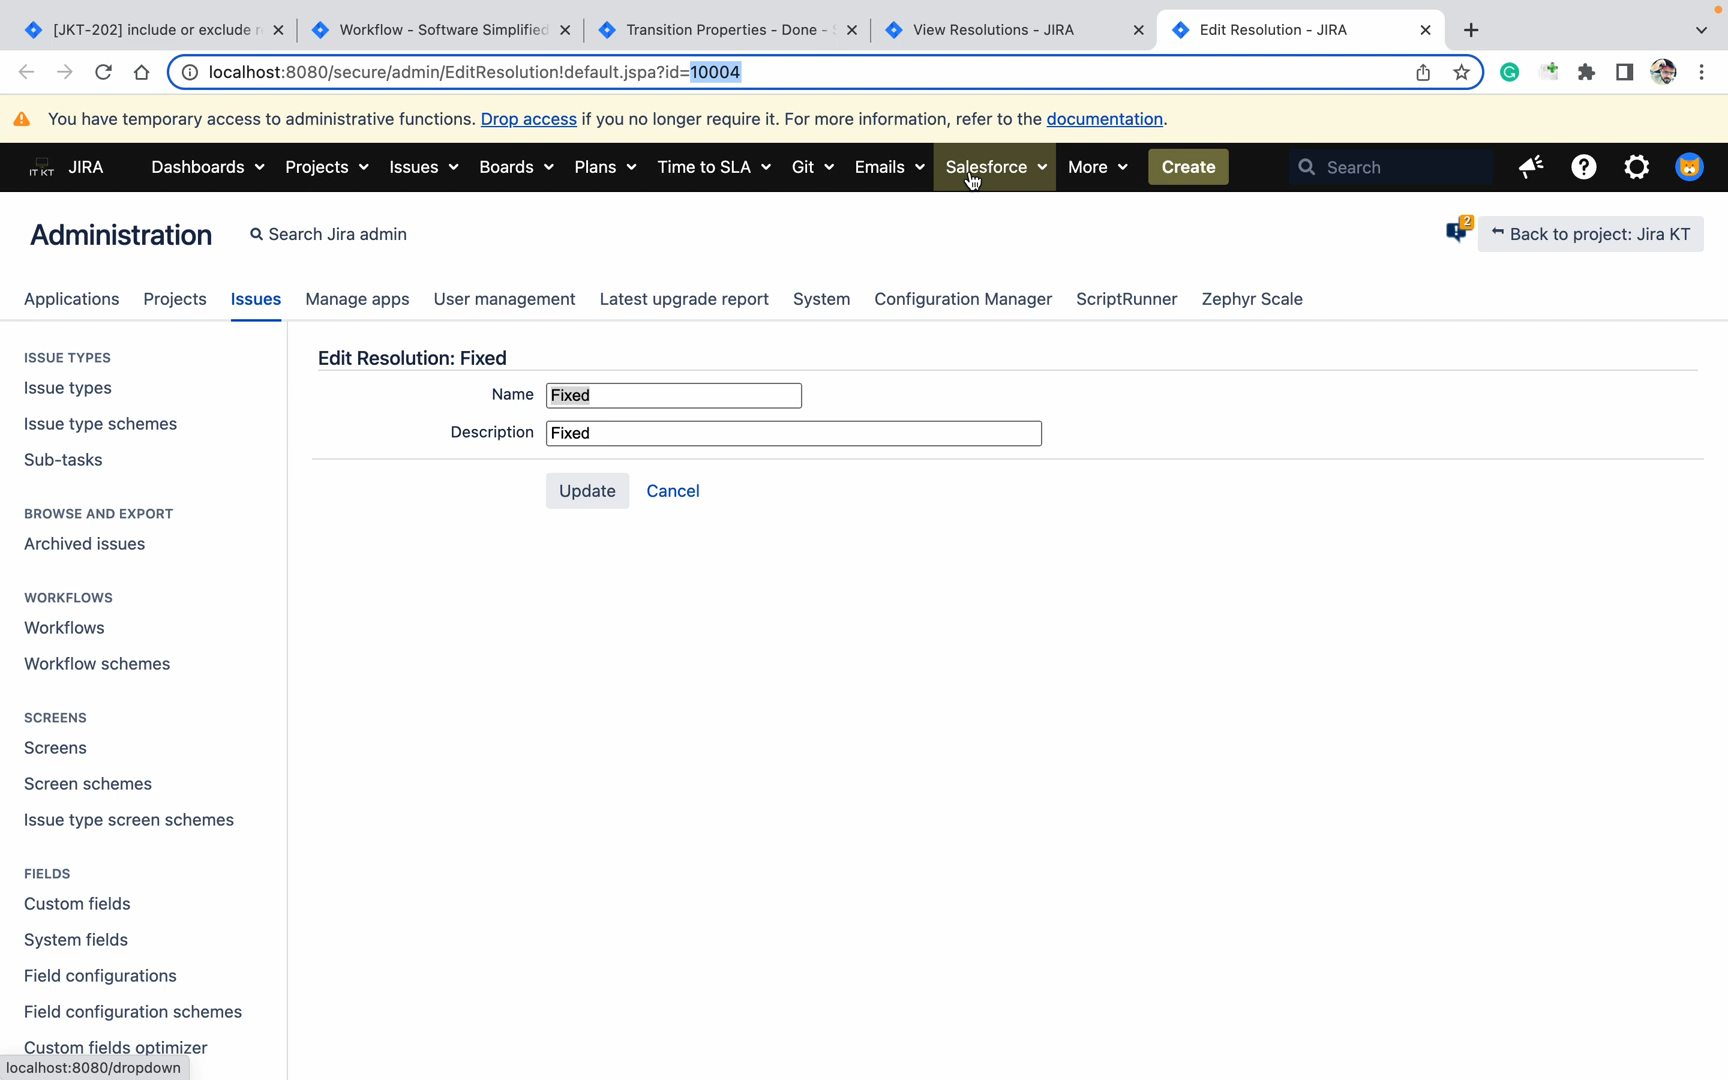 [JKT-202] include or exclude
Workflow - Software Simplified
Transition Properties - Done -
View Resolutions - JIRA
Edit Resolution - JIRA
localhost:8080/secure/admin/EditResolution!default.jspa?id=10004
You have temporary access to administrative functions. Drop access if you no longer require it. For more information, refer to the documentation.
IT KT JIRA Dashboards Projects Issues Boards Plans Time to SLA Git Emails Salesforce More Create Search
Administration
Search Jira admin
2
Back to project: Jira KT
Applications Projects Issues Manage apps User management Latest upgrade report System Configuration Manager ScriptRunner Zephyr Scale
ISSUE TYPES
Issue types
Issue type schemes
Sub-tasks
BROWSE AND EXPORT
Archived issues
WORKFLOWS
Workflows
Workflow schemes
SCREENS
Screens
Screen schemes
Issue type screen schemes
FIELDS
Custom fields
System fields
Field configurations
Field configuration schemes
Custom fields optimizer
Edit Resolution: Fixed
Name Fixed
Description Fixed
Update Cancel
localhost:8080/dropdown